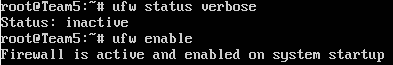 root@Team5:~# ufw status verbose
Status: inactive
root@Team5:~# ufw enable
Firewall is active and enabled on system startup